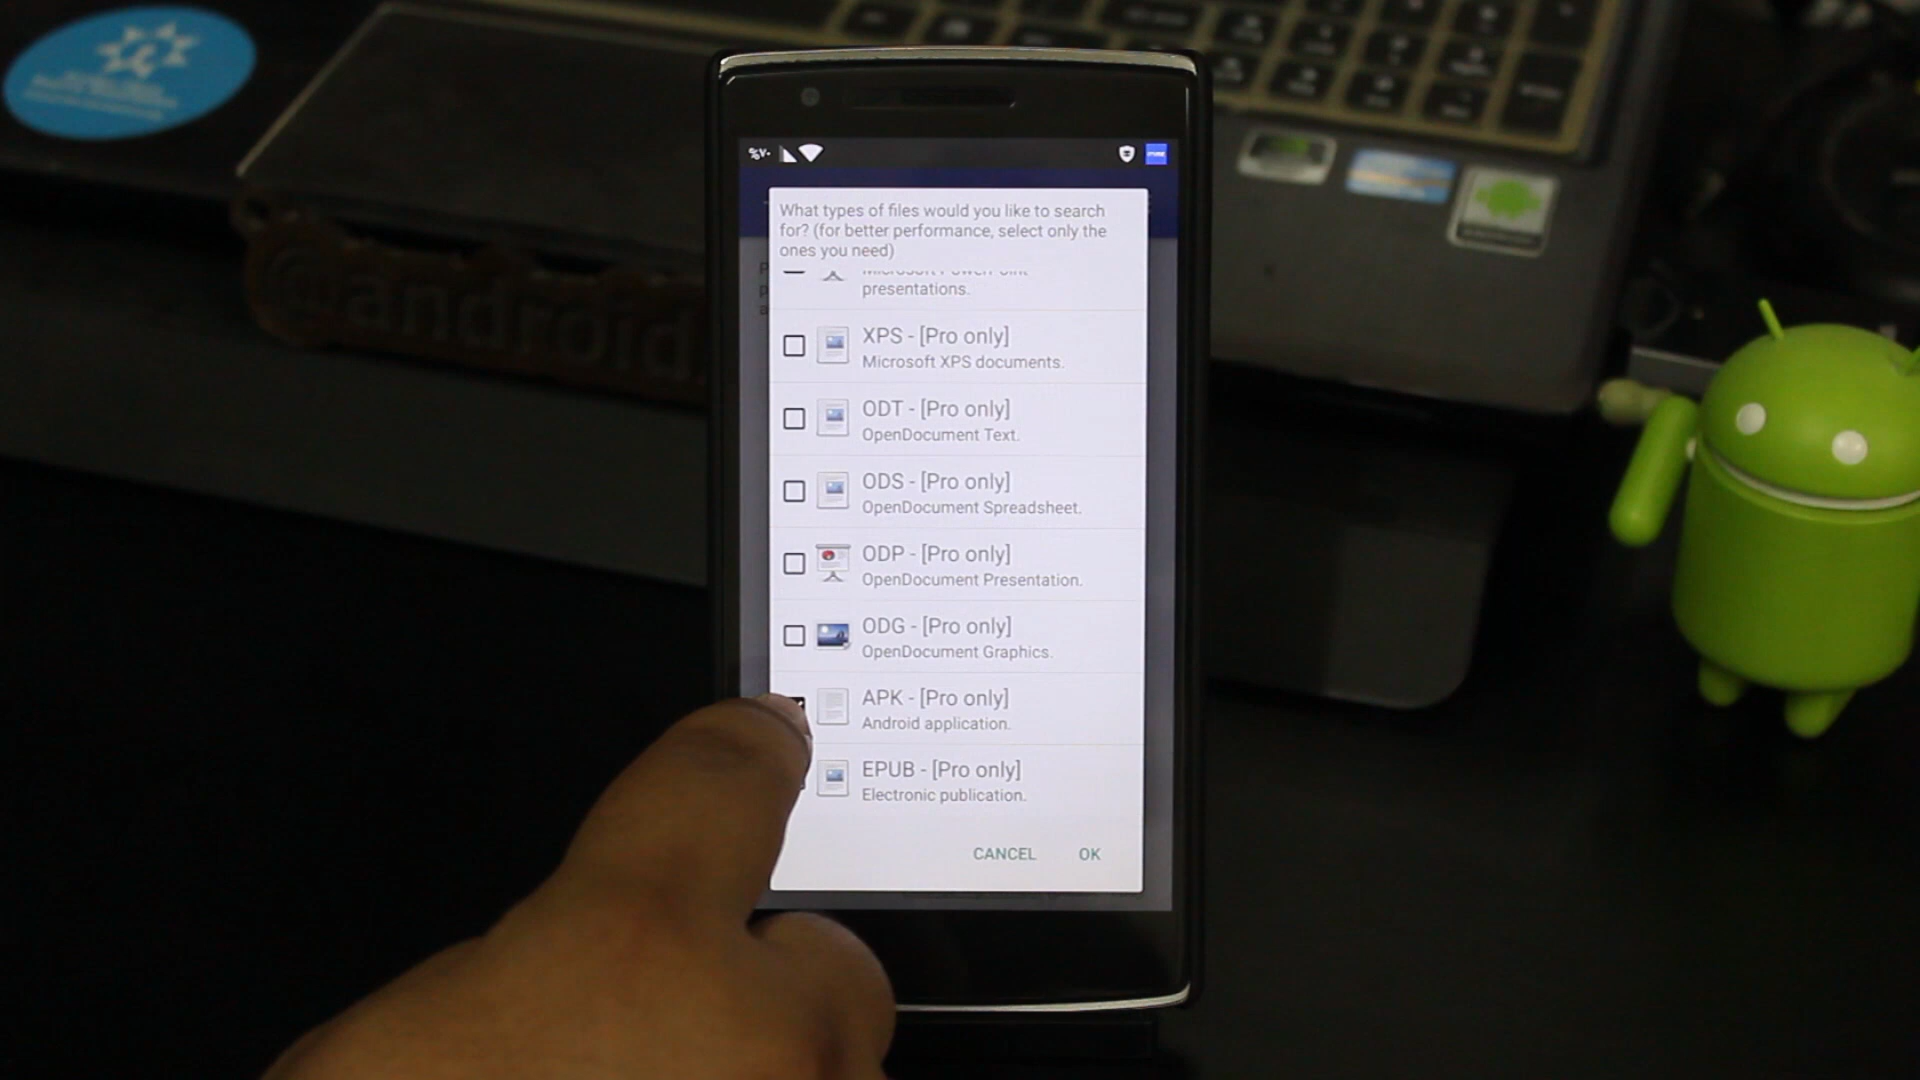 What types of files would you like to search
for? (for better performance, select only the
ones you need)
Microsoft PowerPoint
presentations.
XPS - [Pro only]
Microsoft XPS documents.
ODT - [Pro only]
OpenDocument Text.
ODS - [Pro only]
OpenDocument Spreadsheet.
ODP - [Pro only]
OpenDocument Presentation.
ODG - [Pro only]
OpenDocument Graphics.
APK - [Pro only]
Android application.
EPUB - [Pro only]
Electronic publication.
CANCEL OK
@android